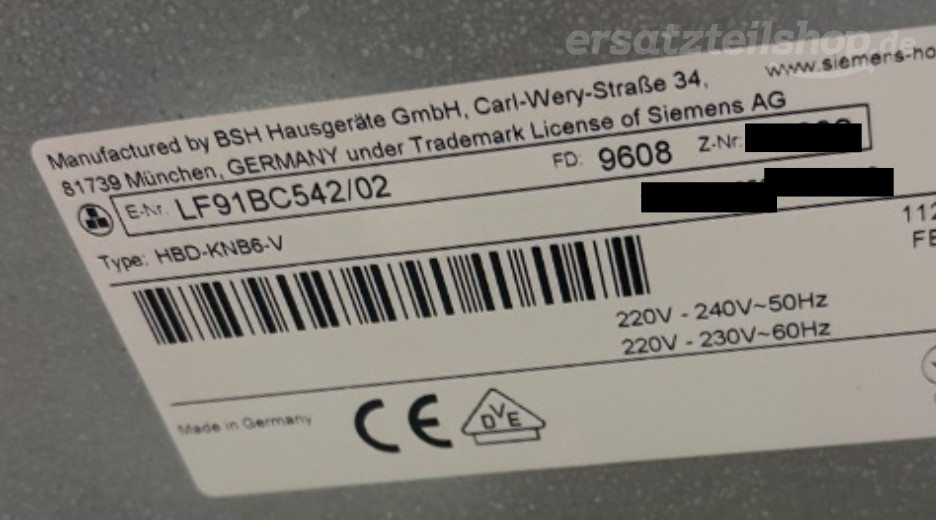 ersatzteilshop.de
www.siemens-ho
Manufactured by BSH Hausgeräte GmbH, Carl-Wery-Straße 34,
81739 München, GERMANY under Trademark License of Siemens AG
E-Nr. LF91BC542/02 FD: 9608 Z-Nr:
Type: HBD-KNB6-V
112
FE
220V - 240V~50Hz
220V - 230V~60Hz
Made in Germany
CE
DVE